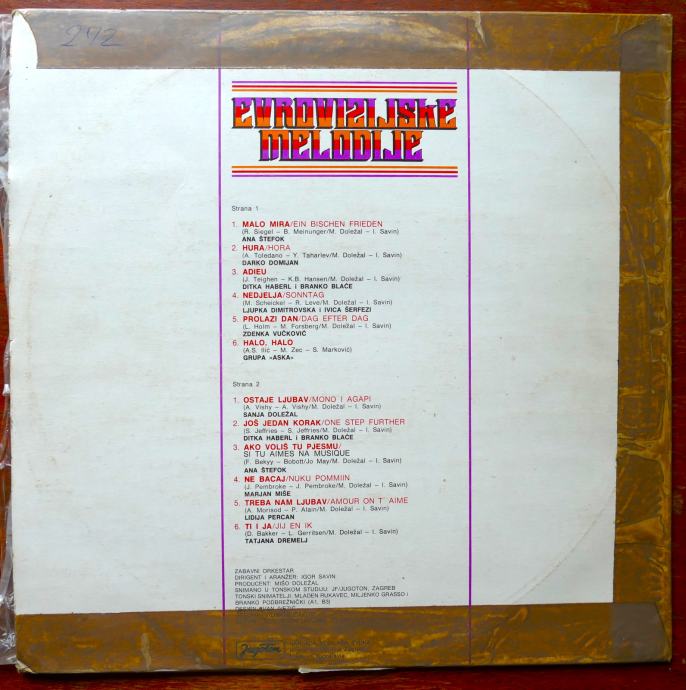 292
EVROVIZIJSKE
MELODIJE
Strana 1
1. MALO MIRA/EIN BISCHEN FRIEDEN
(R. Siegel – B. Meinunger/M. Doležal – I. Savin)
ANA ŠTEFOK
2. HURA/HORA
(A. Toledano – Y. Taharlev/M. Doležal – I. Savin)
DARKO DOMIJAN
3. ADIEU
(J. Teighen – K.B. Hansen/M. Doležal – I. Savin)
DITKA HABERL i BRANKO BLAĆE
4. NEDJELJA/SONNTAG
(M. Scheickel – R. Leve/M. Doležal – I. Savin)
LJUPKA DIMITROVSKA i IVICA ŠERFEZI
5. PROLAZI DAN/DAG EFTER DAG
(L. Holm – M. Forsberg/M. Doležal – I. Savin)
ZDENKA VUČKOVIĆ
6. HALO, HALO
(A.S. Ilić – M. Zec – S. Marković)
GRUPA »ASKA«
Strana 2
1. OSTAJE LJUBAV/MONO I AGAPI
(A. Vishy – A. Vishy/M. Doležal – I. Savin)
SANJA DOLEŽAL
2. JOŠ JEDAN KORAK/ONE STEP FURTHER
(S. Jeffries – S. Jeffries/M. Doležal – I. Savin)
DITKA HABERL i BRANKO BLAĆE
3. AKO VOLIŠ TU PJESMU/
SI TU AIMES NA MUSIQUE
(F. Bekyy – Bobott/Jo May/M. Doležal – I. Savin)
ANA ŠTEFOK
4. NE BACAJ/NUKU POMMIIN
(J. Pembroke – J. Pembroke/M. Doležal – I. Savin)
MARJAN MIŠE
5. TREBA NAM LJUBAV/AMOUR ON T' AIME
(A. Morisod – P. Alain/M. Doležal – I. Savin)
LIDIJA PERCAN
6. TI I JA/JIJ EN IK
(D. Bakker – L. Gerritsen/M. Doležal – I. Savin)
TATJANA DREMELJ
ZABAVNI ORKESTAR
DIRIGENT I ARANŽER: IGOR SAVIN
PRODUCENT: MIŠO DOLEŽAL
SNIMANO U TONSKOM STUDIJU, JP/JUGOTON, ZAGREB
TONSKI SNIMATELJI: MLADEN RUKAVEC, MILJENKO GRASSO i
BRANKO PODBREŽNIČKI (A1, B3)
Jugoton